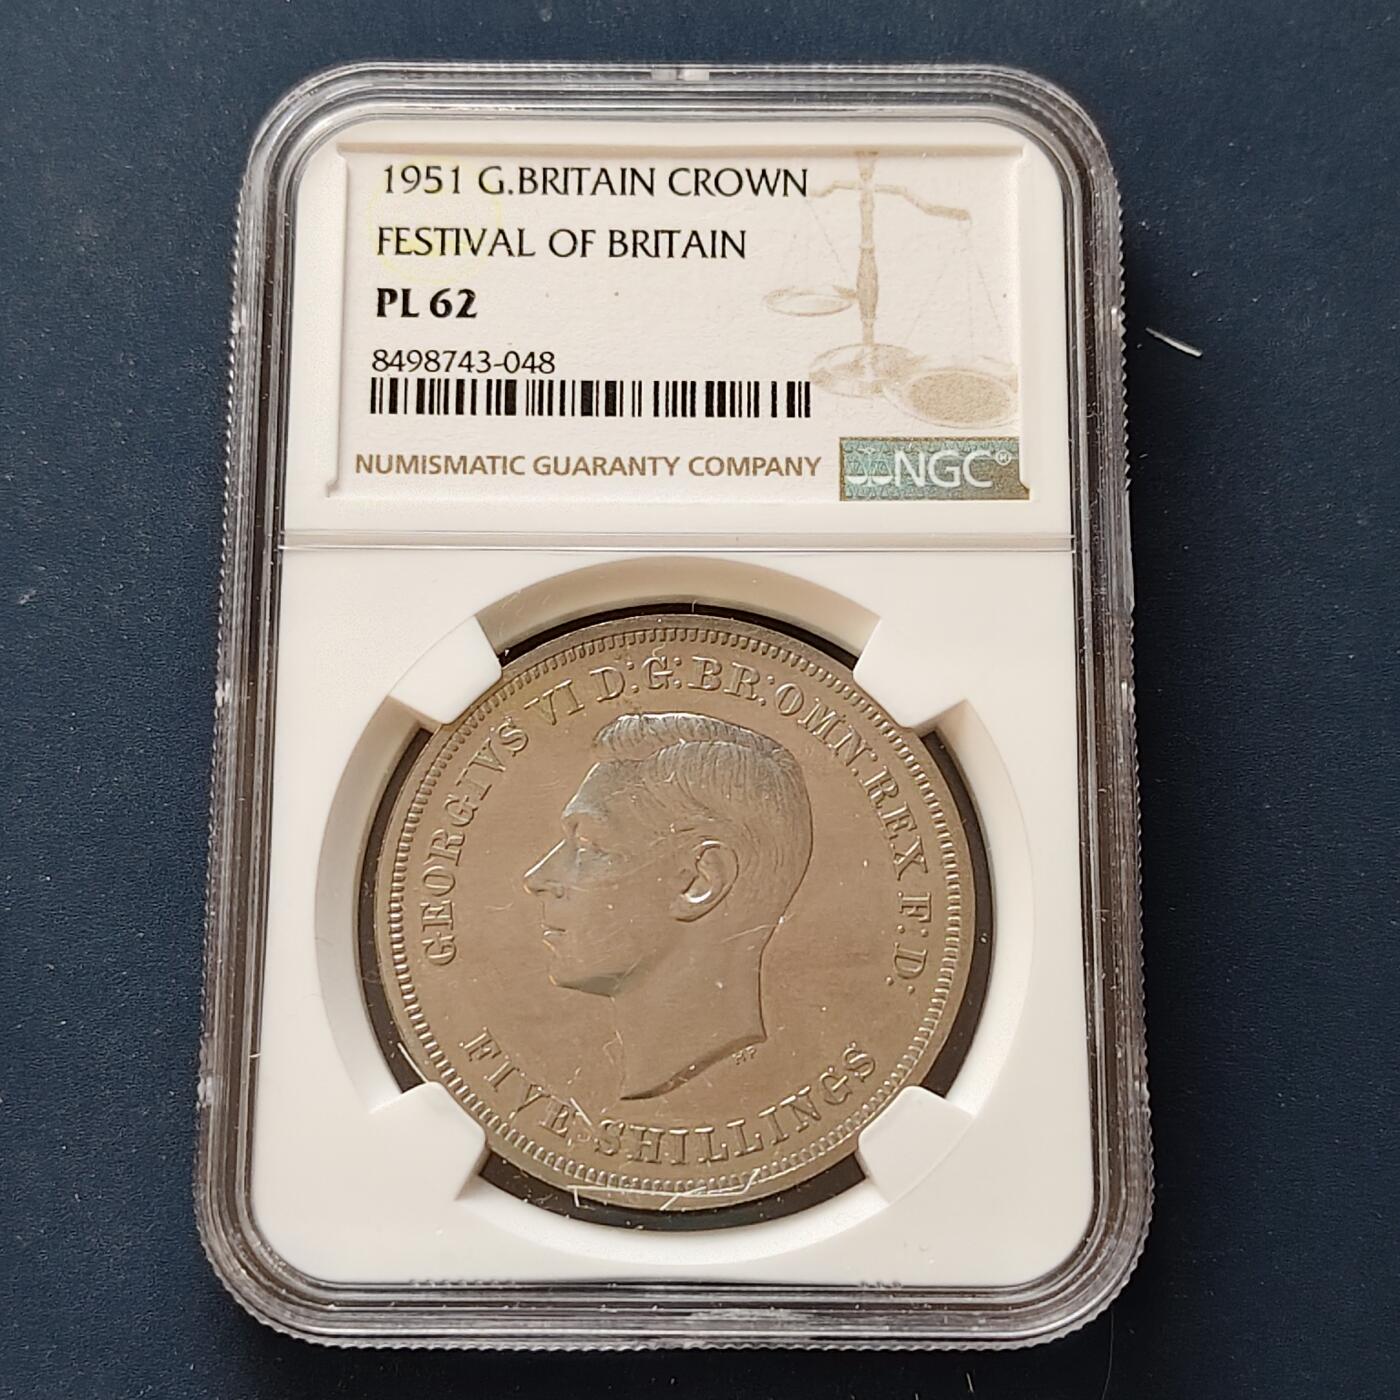 1951 G.BRITAIN CROWN
FESTIVAL OF BRITAIN
PL 62
8498743-048
NUMISMATIC GUARANTY COMPANY
NGC®
GEORGIVS VI D:G:BR:OMN:REX F:D:
HP
FIVE SHILLINGS